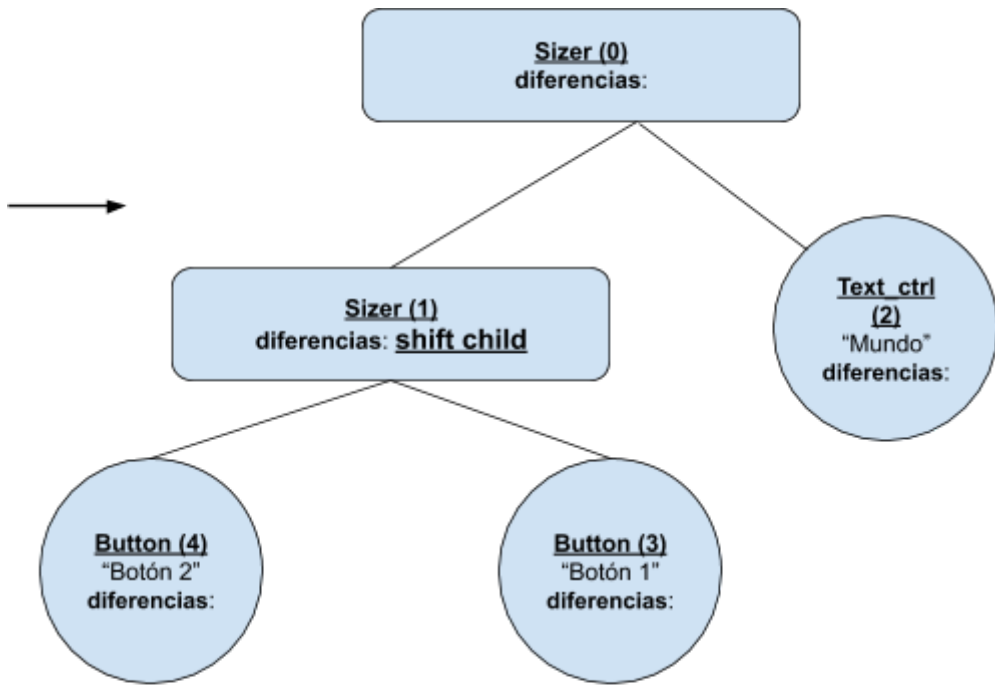 Sizer (0)
diferencias:
Text_ctrl
(2)
“Mundo”
diferencias:
Sizer (1)
diferencias: shift child
Button (4)
“Botón 2”
diferencias:
Button (3)
“Botón 1”
diferencias: